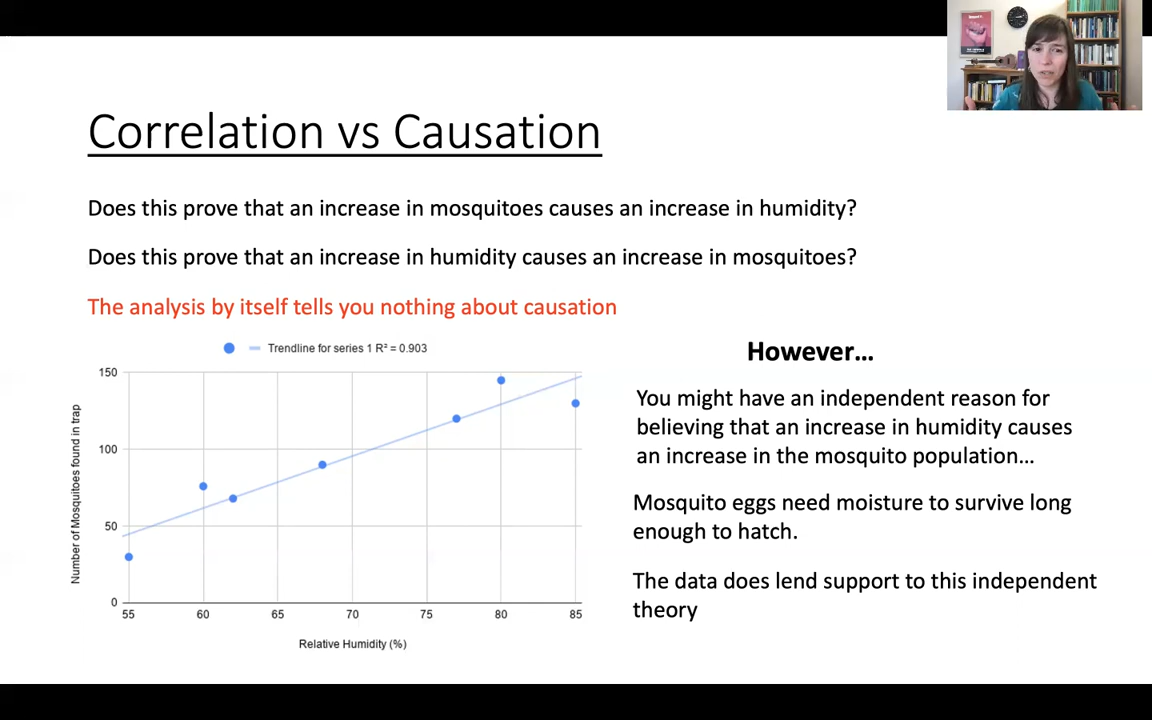 Correlation vs Causation
Does this prove that an increase in mosquitoes causes an increase in humidity?
Does this prove that an increase in humidity causes an increase in mosquitoes?
The analysis by itself tells you nothing about causation
Trendline for series 1 R² = 0.903
150
100
50
0
Number of Mosquitoes found in trap
55 60 65 70 75 80 85
Relative Humidity (%)
However…
You might have an independent reason for
believing that an increase in humidity causes
an increase in the mosquito population…
Mosquito eggs need moisture to survive long
enough to hatch.
The data does lend support to this independent
theory